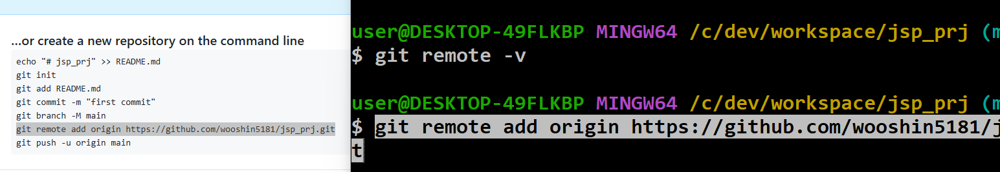 ...or create a new repository on the command line
echo "# jsp_prj" >> README.md
git init
git add README.md
git commit -m "first commit"
git branch -M main
git remote add origin https://github.com/wooshin5181/jsp_prj.git
git push -u origin main
user@DESKTOP-49FLKBP MINGW64 /c/dev/workspace/jsp_prj (m
$ git remote -v
user@DESKTOP-49FLKBP MINGW64 /c/dev/workspace/jsp_prj (m
$ git remote add origin https://github.com/wooshin5181/j
t